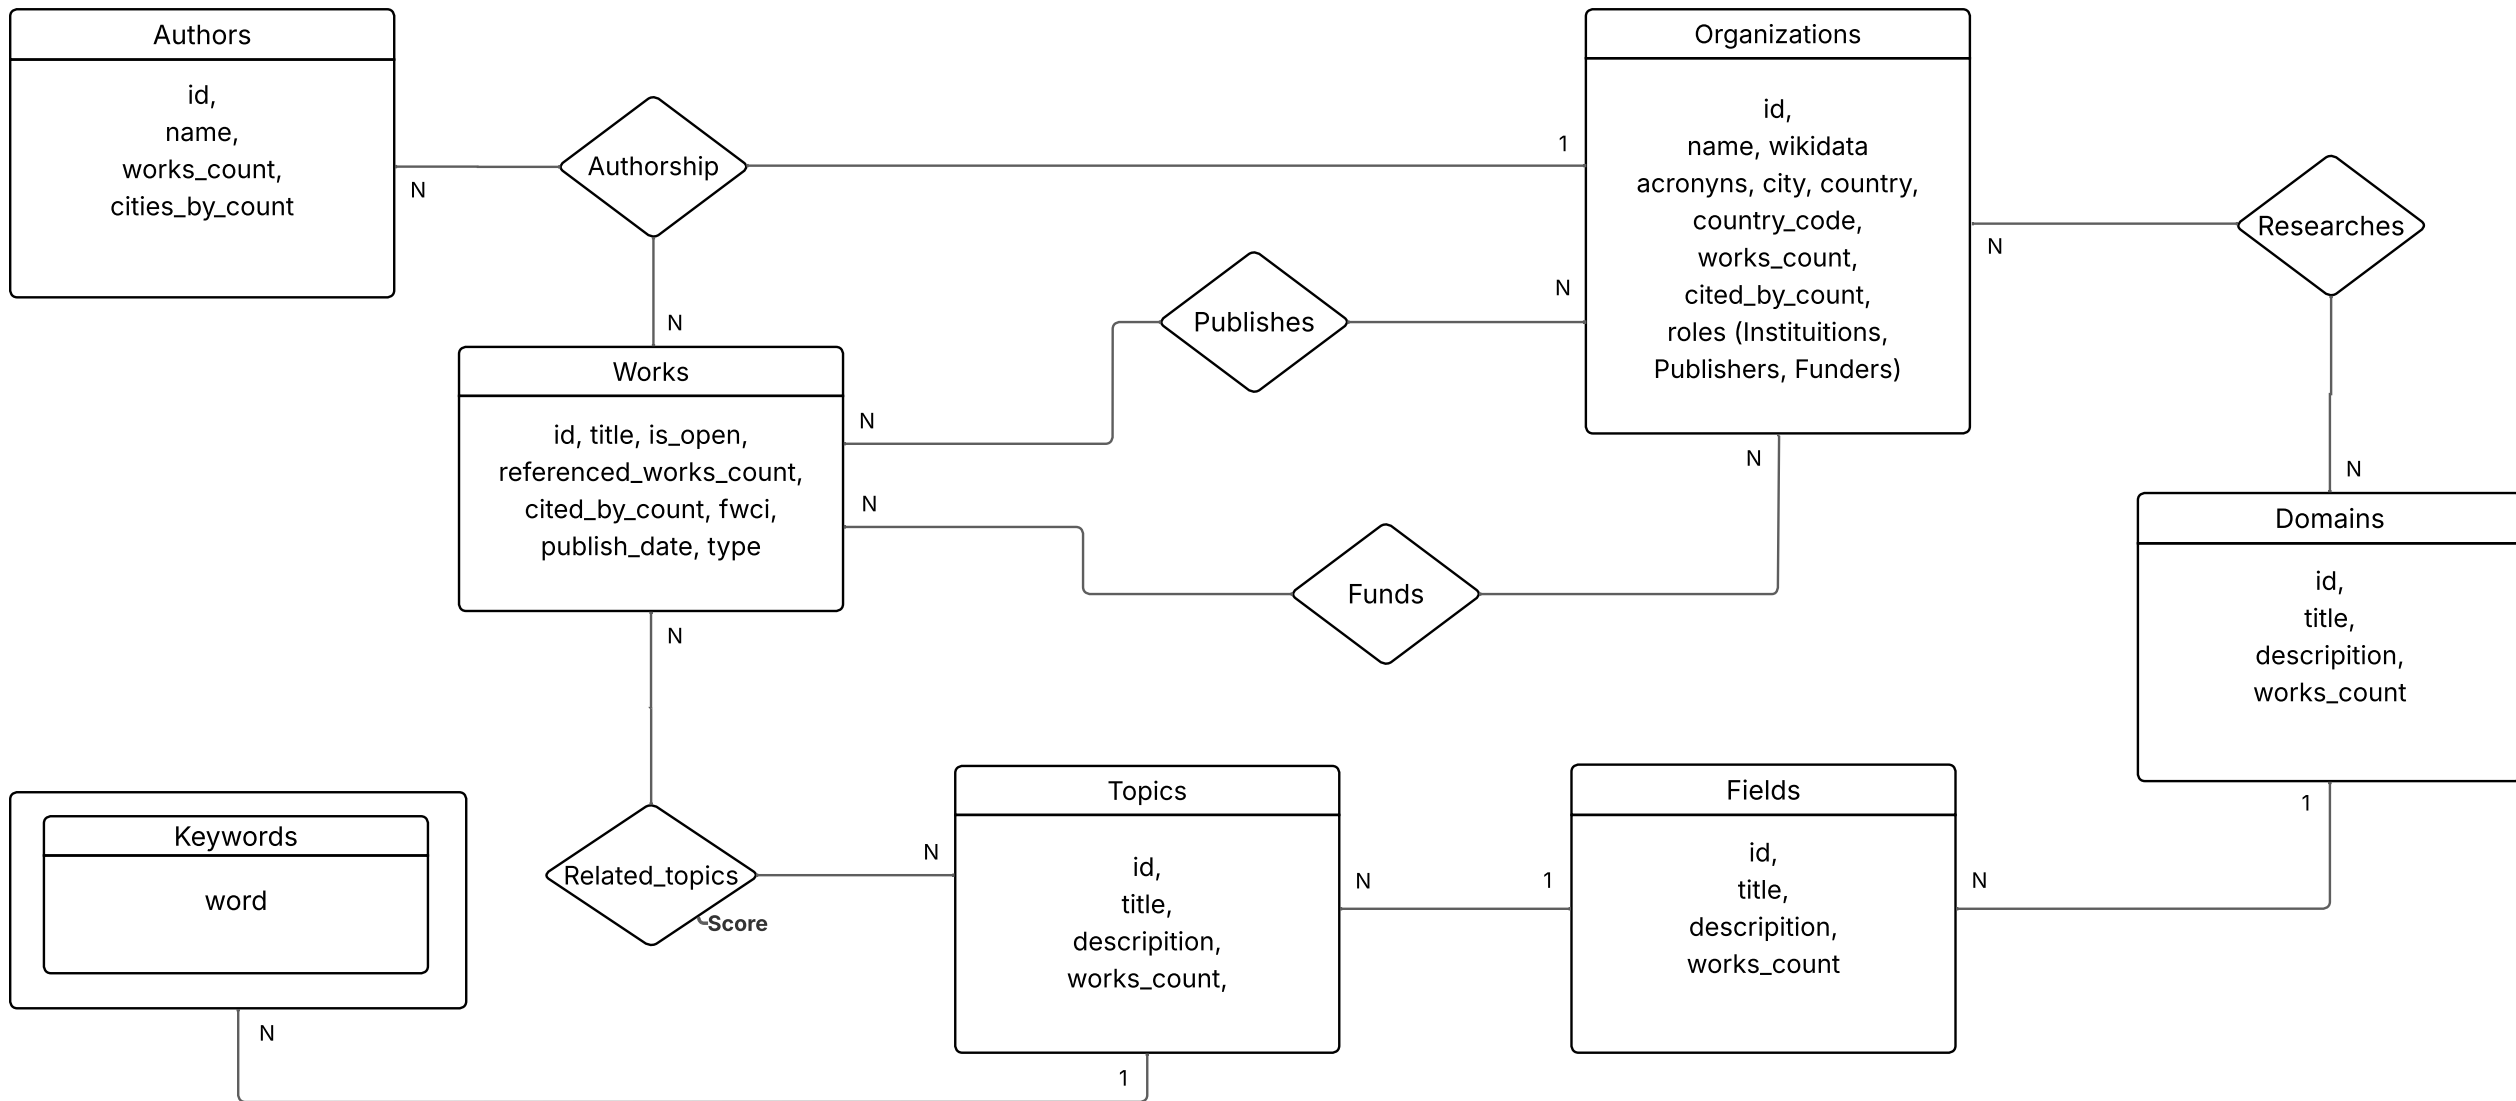 Authors
id,
name,
works_count,
cities_by_count
N
Authorship
1
N
Organizations
id,
name, wikidata
acronyns, city, country,
country_code,
works_count,
cited_by_count,
roles (Instituitions,
Publishers, Funders)
N
Researches
N
Publishes
N
N
Works
id, title, is_open,
referenced_works_count,
cited_by_count, fwci,
publish_date, type
N
Funds
N
N
Domains
id,
title,
descripition,
works_count
1
Keywords
word
N
Related_topics
Score
N
Topics
id,
title,
descripition,
works_count,
N
1
1
Fields
id,
title,
descripition,
works_count
N